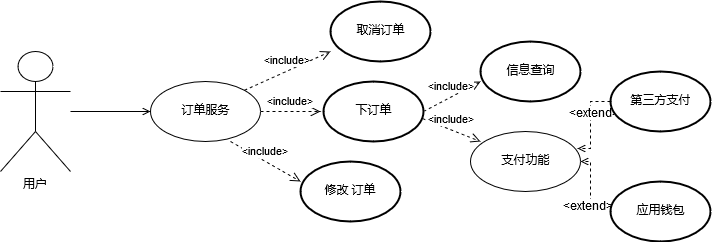 取消订单
<include>
信息查询
<include>
订单服务
<include>
下订单
<include>
第三方支付
<extend>
支付功能
<include>
用户
修改 订单
<extend>
应用钱包